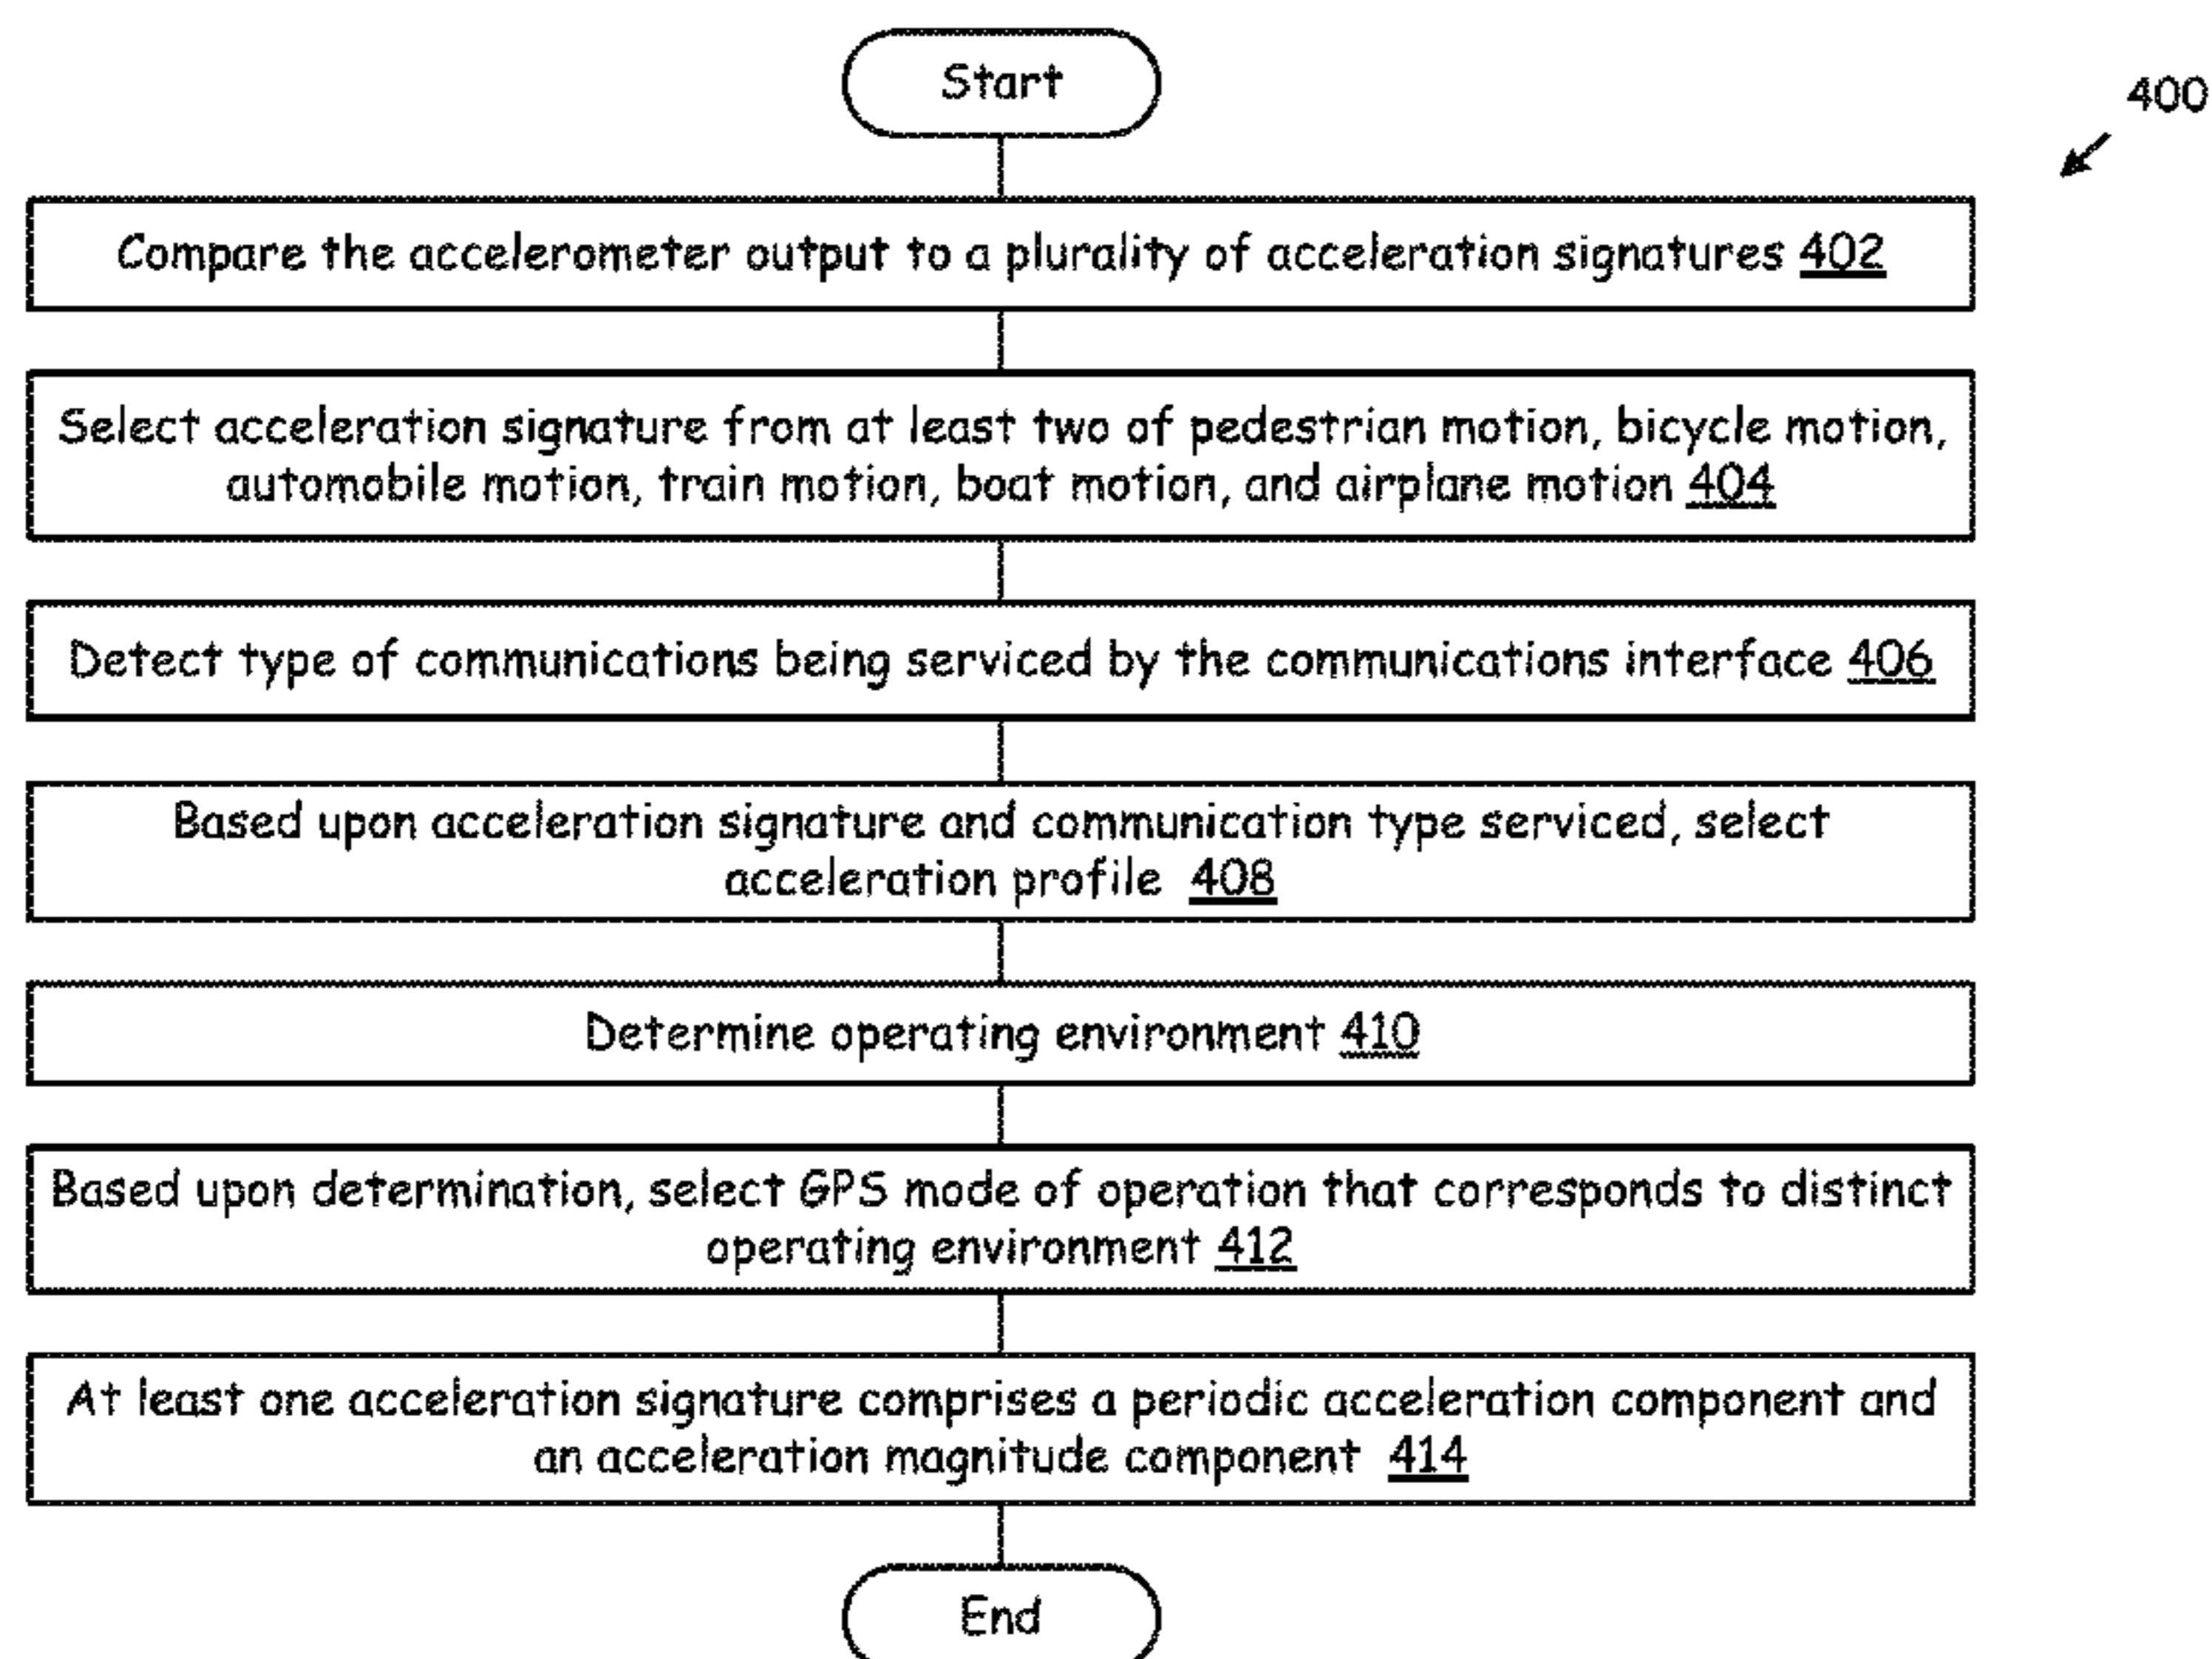 Start
400
Compare the accelerometer output to a plurality of acceleration signatures 402
Select acceleration signature from at least two of pedestrian motion, bicycle motion,
automobile motion, train motion, boat motion, and airplane motion 404
Detect type of communications being serviced by the communications interface 406
Based upon acceleration signature and communication type serviced, select
acceleration profile 408
Determine operating environment 410
Based upon determination, select GPS mode of operation that corresponds to distinct
operating environment 412
At least one acceleration signature comprises a periodic acceleration component and
an acceleration magnitude component 414
End